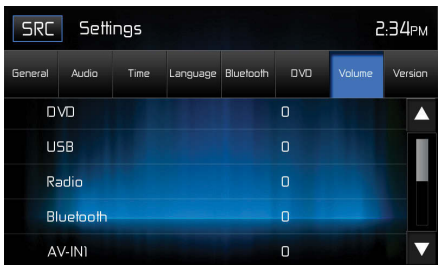 SRC Settings 2:34PM
General Audio Time Language Bluetooth DVD Volume Version
DVD 0
USB 0
Radio 0
Bluetooth 0
AV-IN1 0